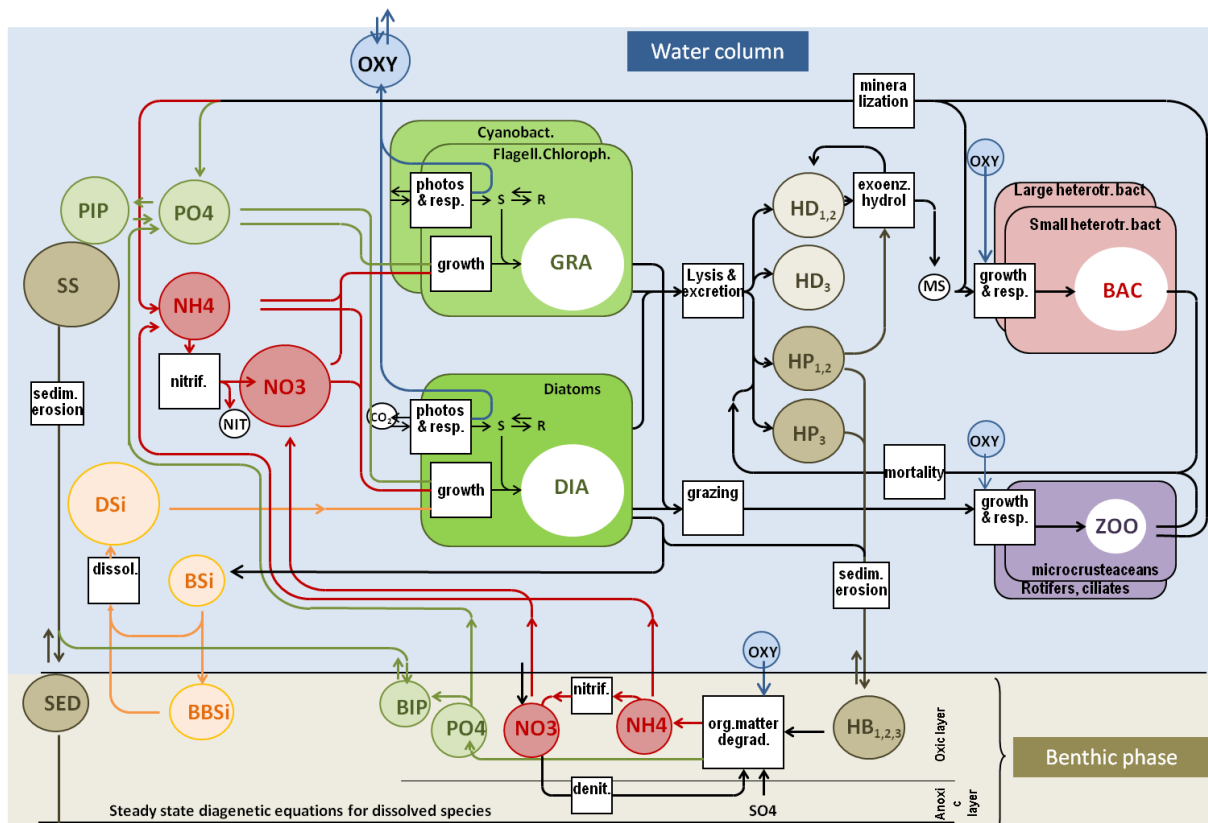 Water column
OXY
minera
lization
Cyanobact.
Flagell.Chloroph.
photos
& resp.
S
R
growth
GRA
PIP
PO4
SS
NH4
nitrif.
NO3
NIT
sedim.
erosion
Lysis &
excretion
HD1,2
HD3
HP1,2
HP3
exoenz.
hydrol
MS
OXY
Large heterotr. bact
Small heterotr. bact
growth
& resp.
BAC
Diatoms
CO2
photos
& resp.
S
R
growth
DIA
grazing
mortality
OXY
growth
& resp.
ZOO
microcrusteaceans
Rotifers, ciliates
DSi
dissol.
BSi
sedim.
erosion
SED
BBSi
BIP
PO4
NO3
nitrif.
NH4
OXY
org.matter
degrad.
HB1,2,3
Oxic layer
Benthic phase
denit.
SO4
Anoxi
c
layer
Steady state diagenetic equations for dissolved species